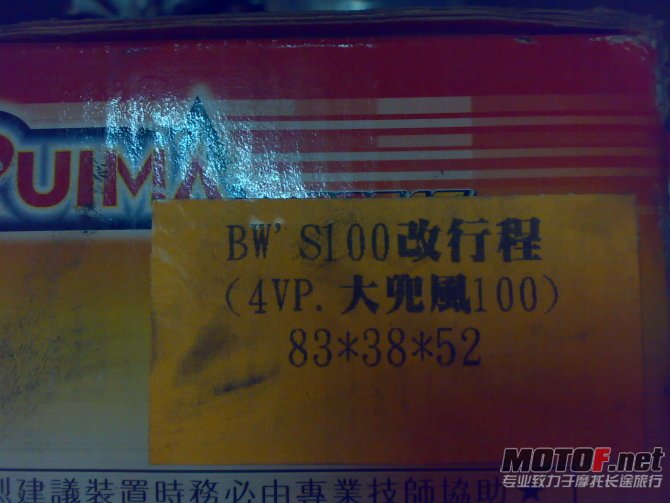 PUIMA
BW'S100改行程
(4VP.大兜風100)
83*38*52
烈建議裝置時務必由專業技師協助★
MOTOF.net
专业致力于摩托长途旅行